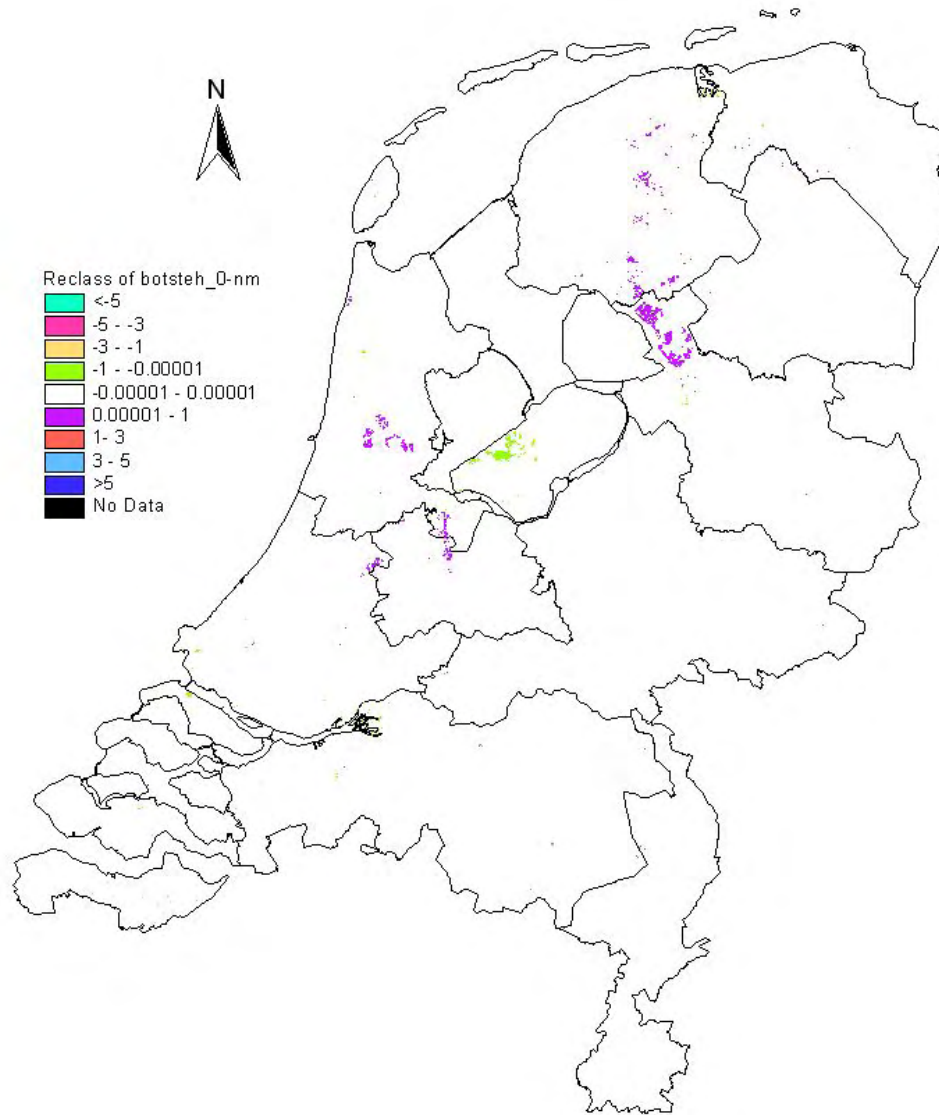 N
Reclass of botsteh_0-nm
<-5
-5 - -3
-3 - -1
-1 - -0.00001
-0.00001 - 0.00001
0.00001 - 1
1- 3
3 - 5
>5
No Data